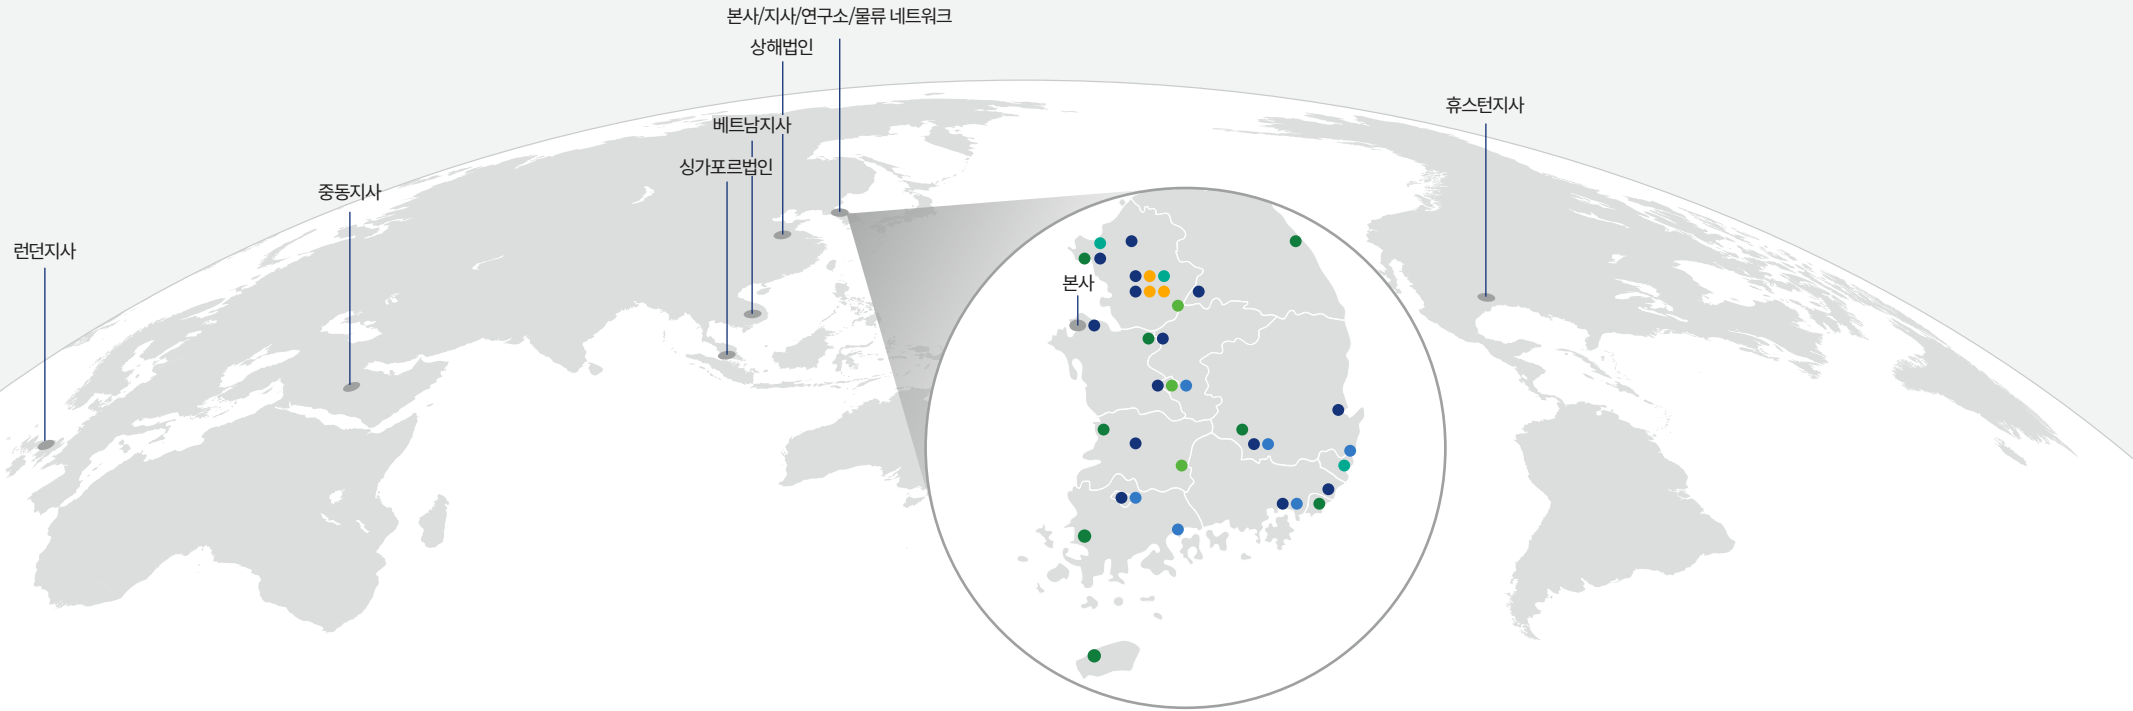 본사/지사/연구소/물류 네트워크
상해법인
휴스턴지사
베트남지사
싱가포르법인
중동지사
런던지사
본사